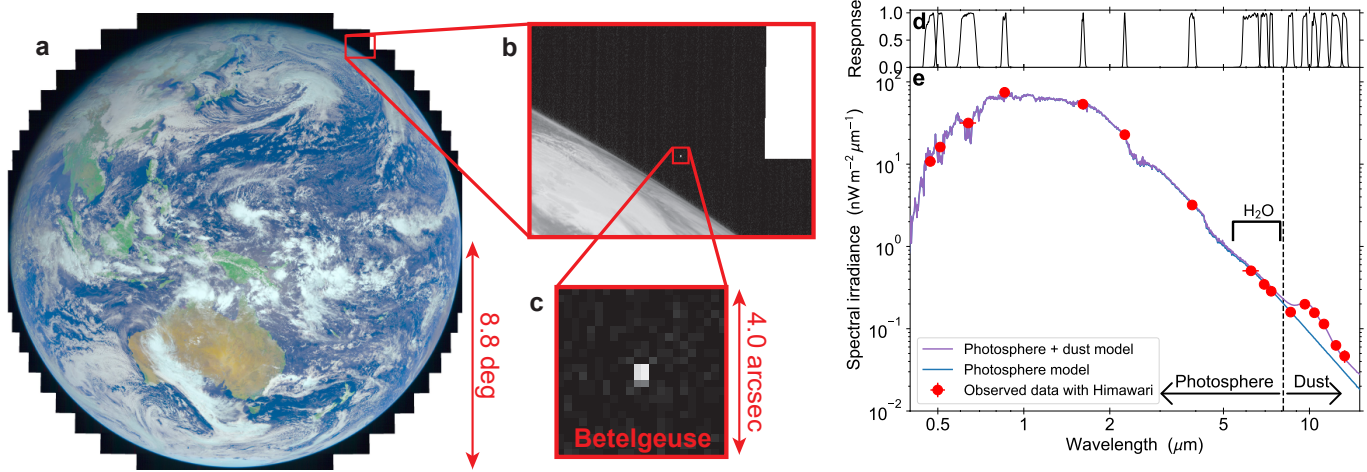 a
8.8 deg
b
c
Betelgeuse
4.0 arcsec
d
Response
1.0
0.5
0.0
e
Spectral irradiance (nW m⁻² μm⁻¹)
10²
10¹
10⁰
10⁻¹
10⁻²
H₂O
Photosphere + dust model
Photosphere model
Observed data with Himawari
Photosphere
Dust
0.5
1
2
5
10
Wavelength (μm)